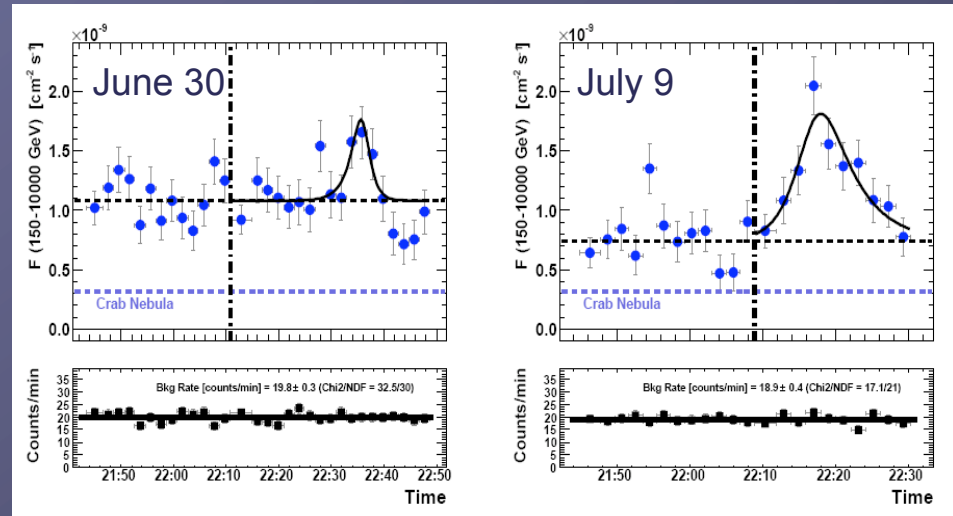 ×10⁻⁹
F (150-10000 GeV) [cm⁻² s⁻¹]
June 30
2.0
1.5
1.0
0.5
0.0
Crab Nebula
Counts/min
35
30
25
20
15
10
5
0
Bkg Rate [counts/min] = 19.8± 0.3 (Chi2/NDF = 32.5/30)
21:50 22:00 22:10 22:20 22:30 22:40 22:50
Time
×10⁻⁹
F (150-10000 GeV) [cm⁻² s⁻¹]
July 9
2.0
1.5
1.0
0.5
0.0
Crab Nebula
Counts/min
35
30
25
20
15
10
5
0
Bkg Rate [counts/min] = 18.9± 0.4 (Chi2/NDF = 17.1/21)
21:50 22:00 22:10 22:20 22:30
Time